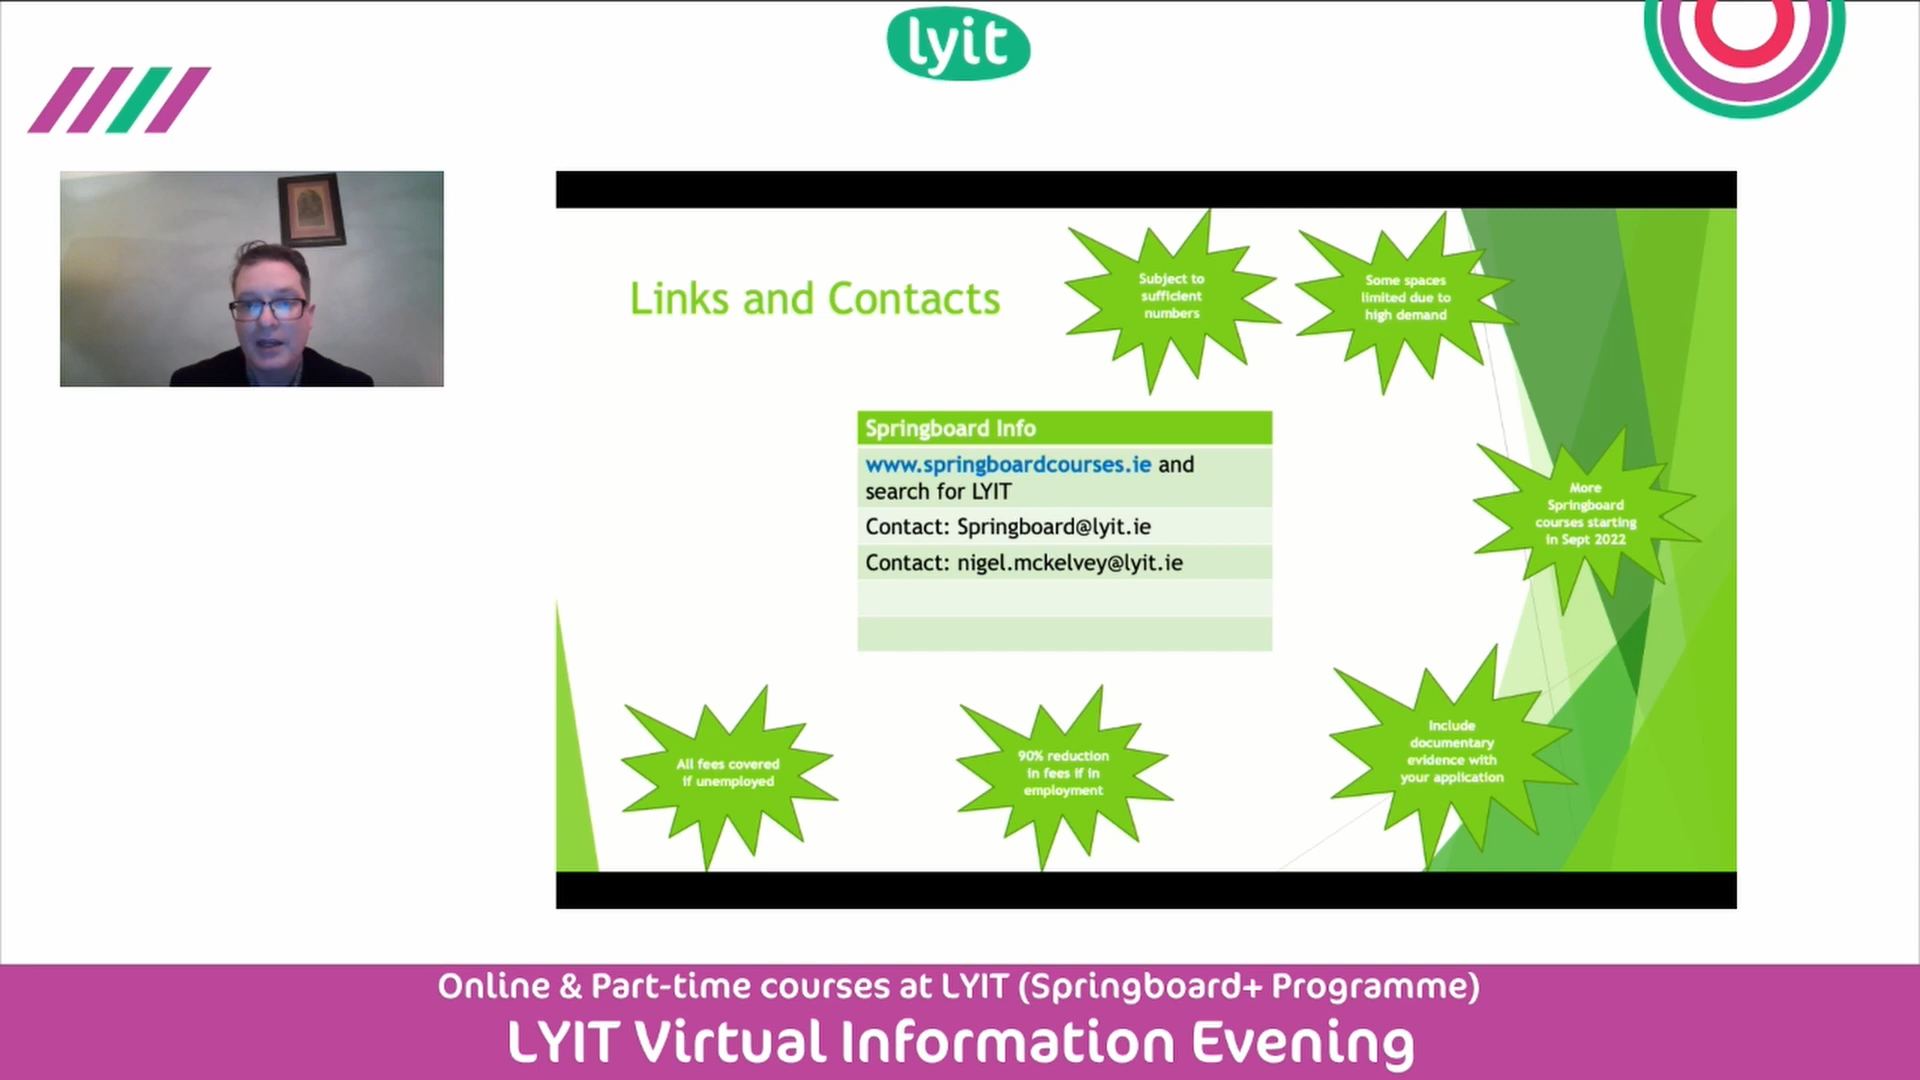 lyit
Links and Contacts
Subject to
sufficient
numbers
Some spaces
limited due to
high demand
Springboard Info
www.springboardcourses.ie and
search for LYIT
Contact: Springboard@lyit.ie
Contact: nigel.mckelvey@lyit.ie
More
Springboard
courses starting
in Sept 2022
All fees covered
if unemployed
90% reduction
in fees if in
employment
Include
documentary
evidence with
your application
Online & Part-time courses at LYIT (Springboard+ Programme)
LYIT Virtual Information Evening